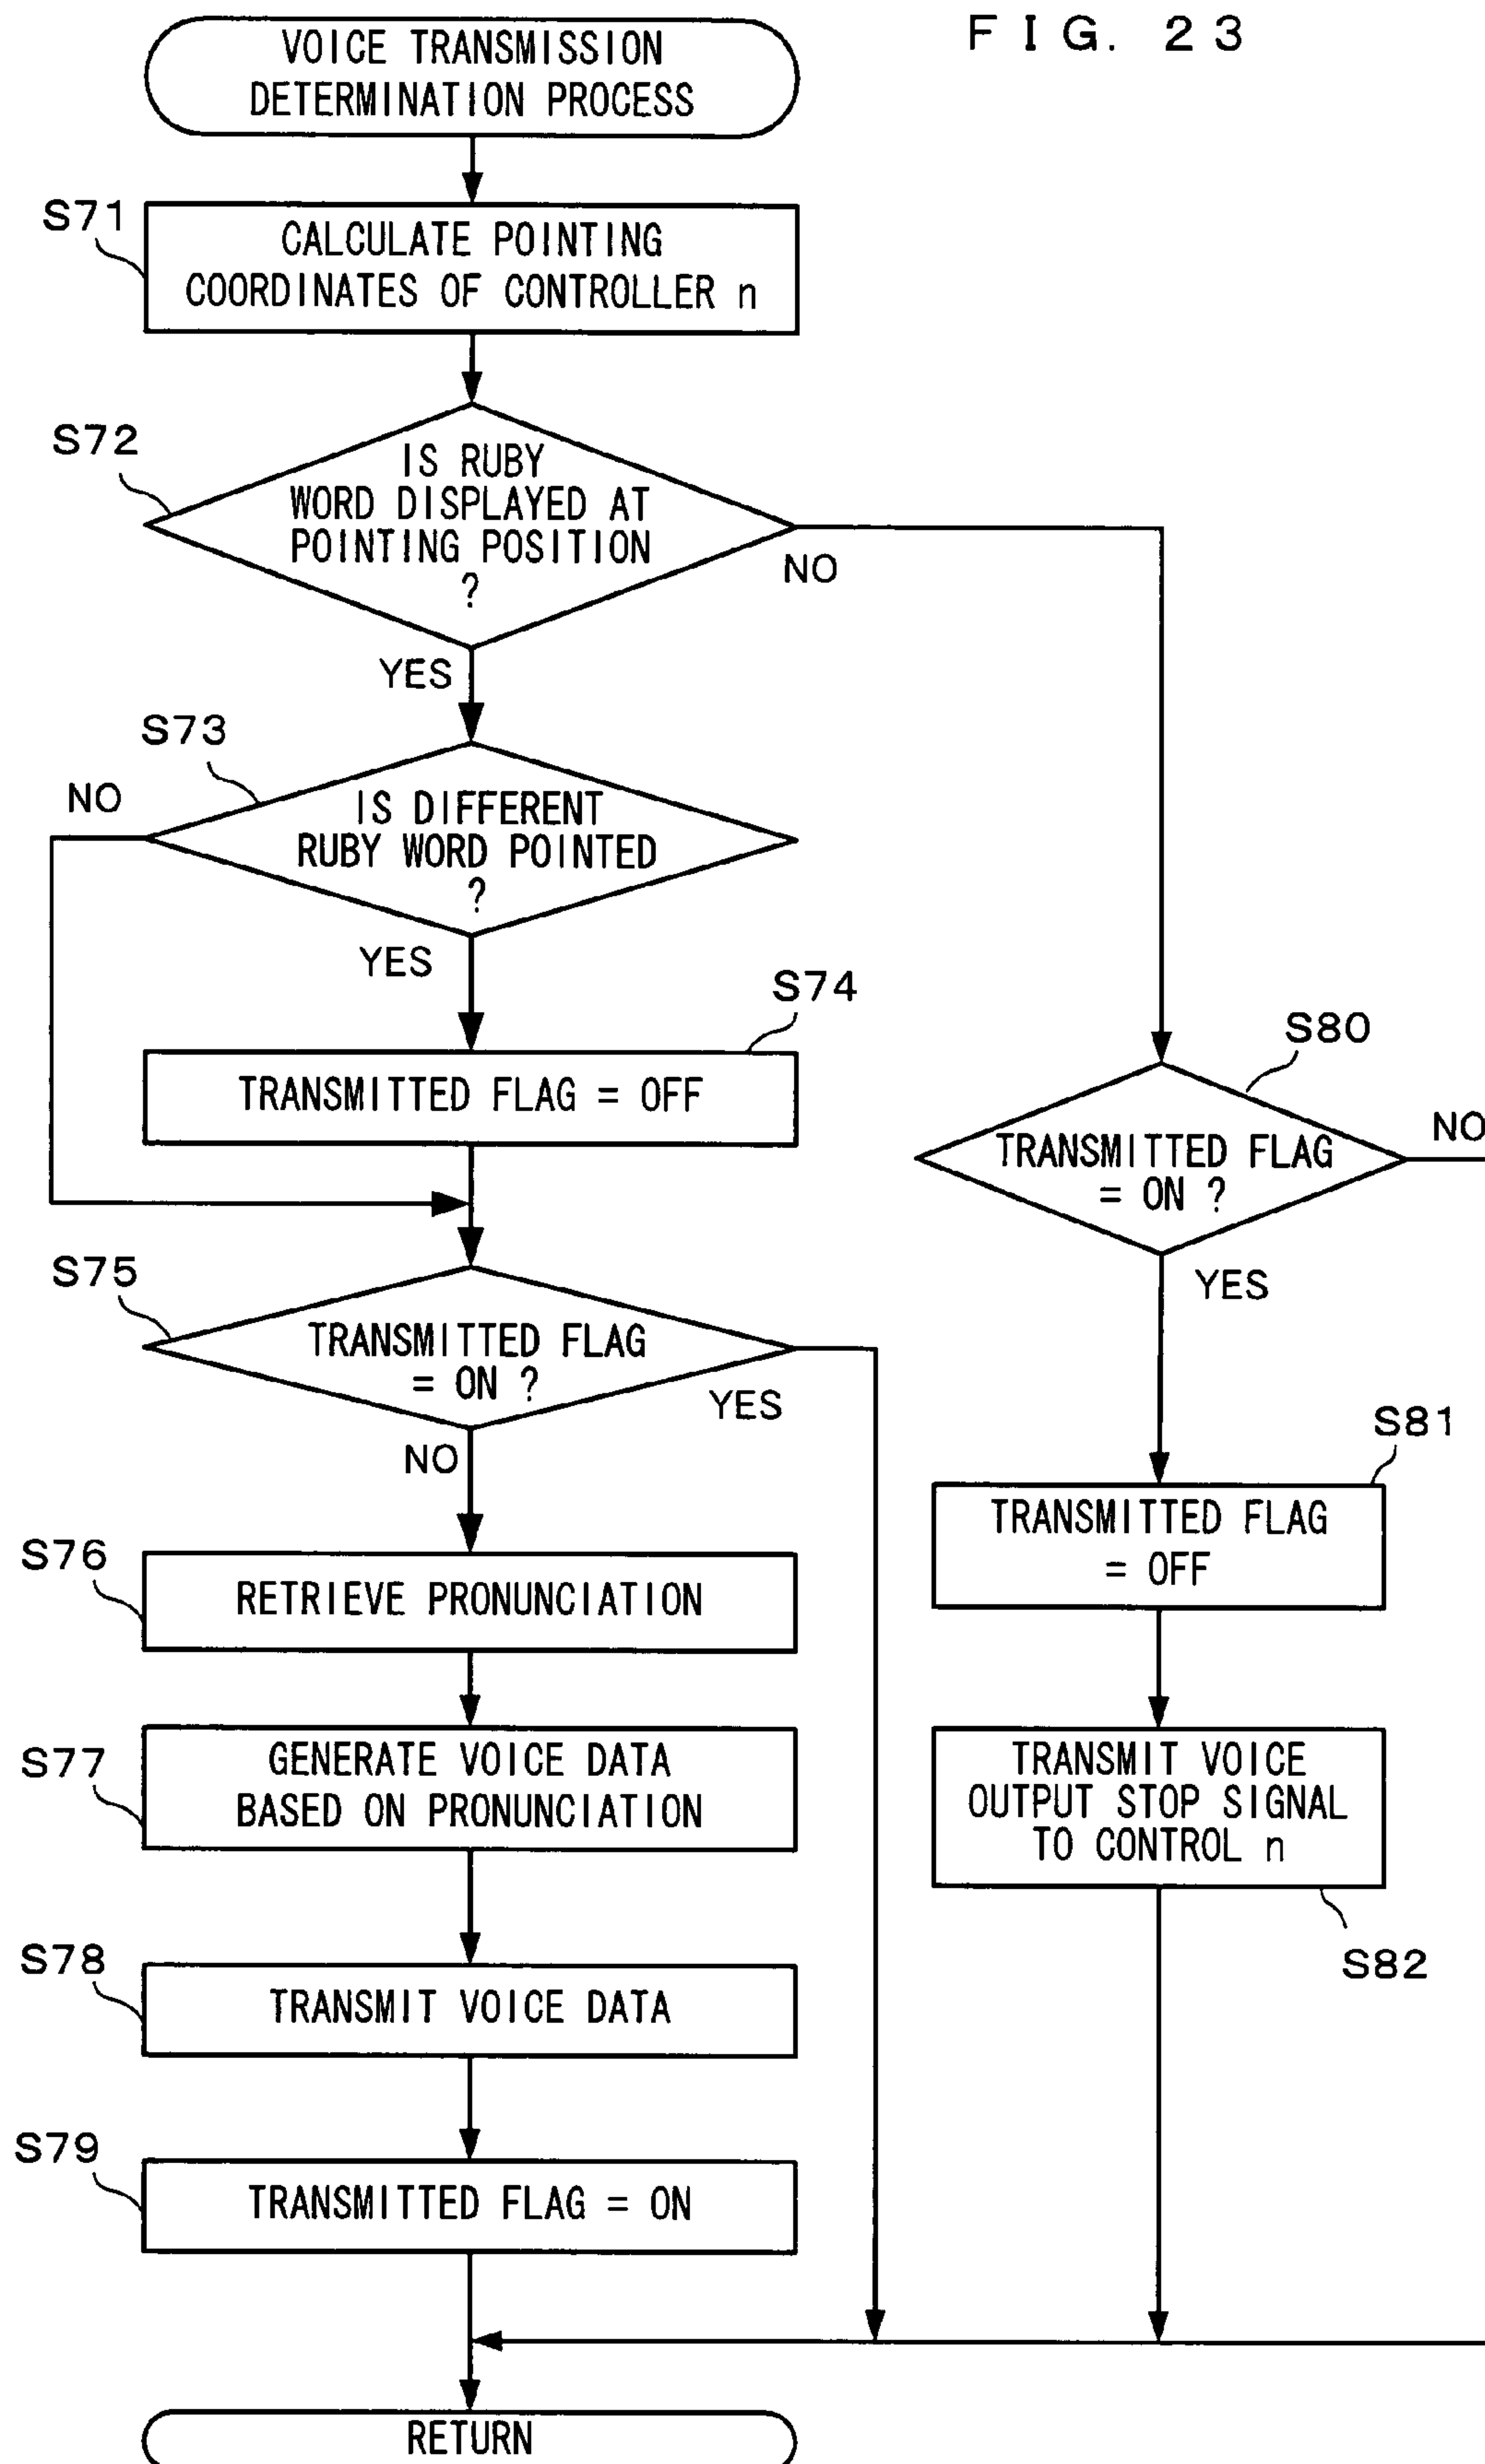 FIG. 23
VOICE TRANSMISSION
DETERMINATION PROCESS
S71
CALCULATE POINTING
COORDINATES OF CONTROLLER n
S72
IS RUBY
WORD DISPLAYED AT
POINTING POSITION
?
NO
YES
S73
NO
IS DIFFERENT
RUBY WORD POINTED
?
YES
S74
TRANSMITTED FLAG = OFF
S75
TRANSMITTED FLAG
= ON ?
YES
NO
S76
RETRIEVE PRONUNCIATION
S77
GENERATE VOICE DATA
BASED ON PRONUNCIATION
S78
TRANSMIT VOICE DATA
S79
TRANSMITTED FLAG = ON
S80
TRANSMITTED FLAG
= ON ?
NO
YES
S81
TRANSMITTED FLAG
= OFF
TRANSMIT VOICE
OUTPUT STOP SIGNAL
TO CONTROL n
S82
RETURN